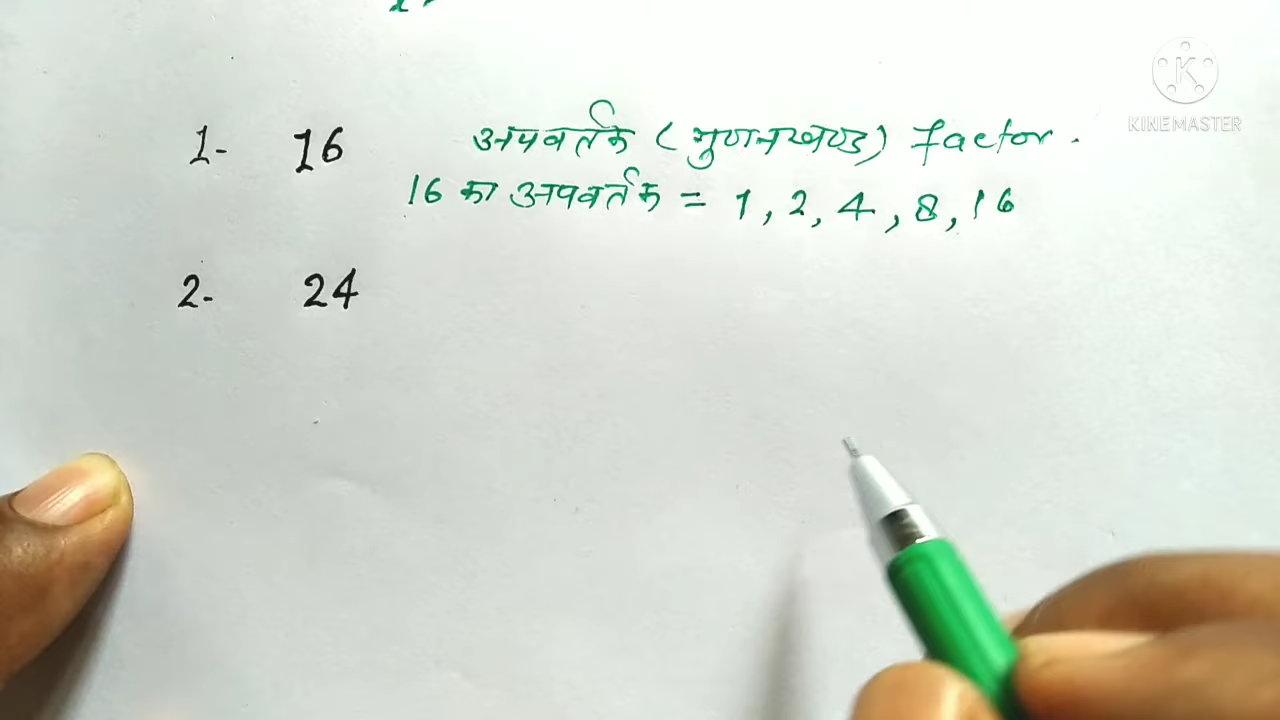 1- 16 अपवर्तक (गुणनखण्ड) factor.
16 का अपवर्तक = 1, 2, 4, 8, 16
2- 24
K
KINEMASTER